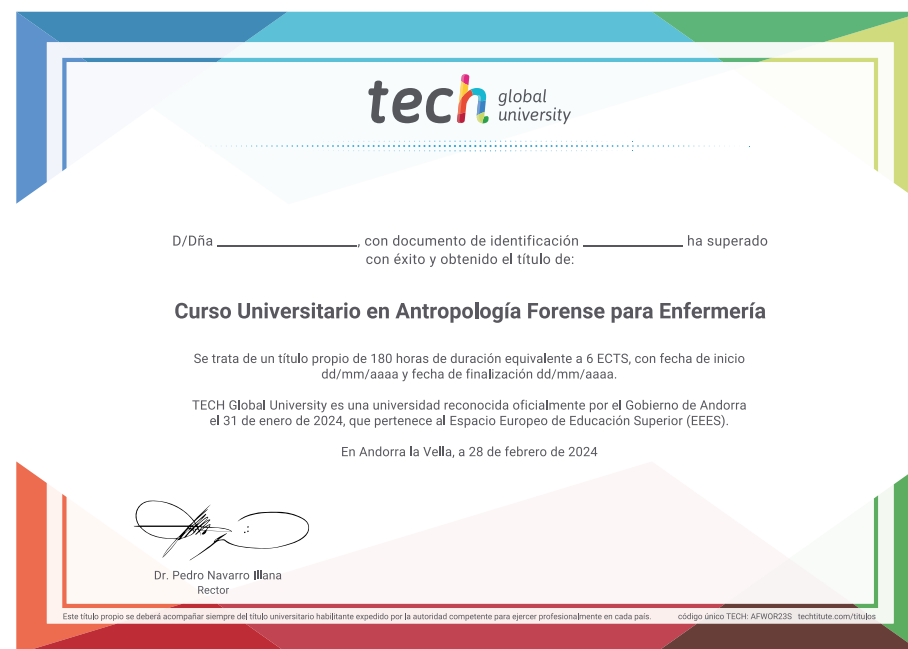 tech global university
D/Dña ________________, con documento de identificación ____________ ha superado
con éxito y obtenido el título de:
Curso Universitario en Antropología Forense para Enfermería
Se trata de un título propio de 180 horas de duración equivalente a 6 ECTS, con fecha de inicio
dd/mm/aaaa y fecha de finalización dd/mm/aaaa.
TECH Global University es una universidad reconocida oficialmente por el Gobierno de Andorra
el 31 de enero de 2024, que pertenece al Espacio Europeo de Educación Superior (EEES).
En Andorra la Vella, a 28 de febrero de 2024
Dr. Pedro Navarro Illana
Rector
Este título propio se deberá acompañar siempre del título universitario habilitante expedido por la autoridad competente para ejercer profesionalmente en cada país. código único TECH: AFWOR23S techtitute.com/titulos